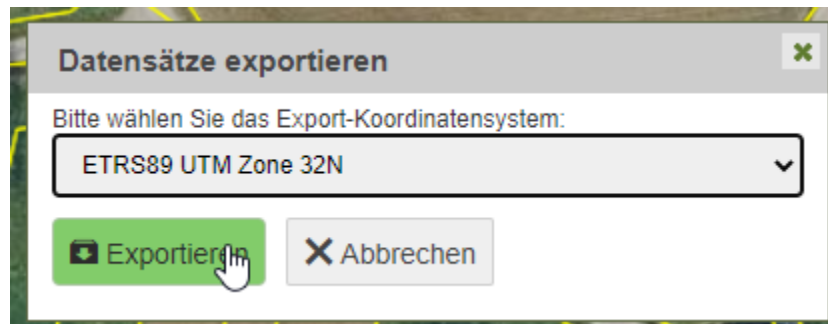 Datensätze exportieren
Bitte wählen Sie das Export-Koordinatensystem:
ETRS89 UTM Zone 32N
Exportieren
Abbrechen